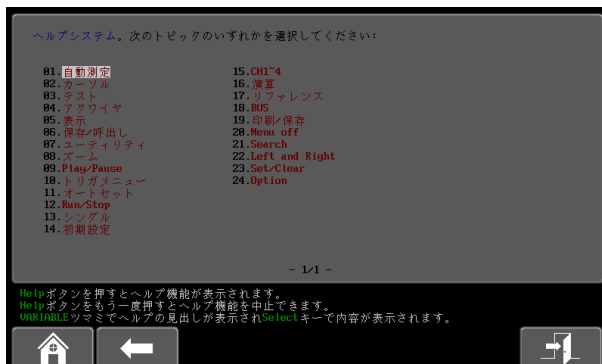 ヘルプシステム。次のトピックのいずれかを選択してください:
01.自動測定
02.カーソル
03.テスト
04.アクワイヤ
05.表示
06.保存/呼出し
07.ユーティリティ
08.ズーム
09.Play/Pause
10.トリガメニュー
11.オートセット
12.Run/Stop
13.シングル
14.初期設定
15.CH1~4
16.演算
17.リファレンス
18.BUS
19.印刷/保存
20.Menu off
21.Search
22.Left and Right
23.Set/Clear
24.Option
- 1/1 -
Helpボタンを押すとヘルプ機能が表示されます。
Helpボタンをもう一度押すとヘルプ機能を中止できます。
VARIABLEツマミでヘルプの見出しが表示されSelectキーで内容が表示されます。